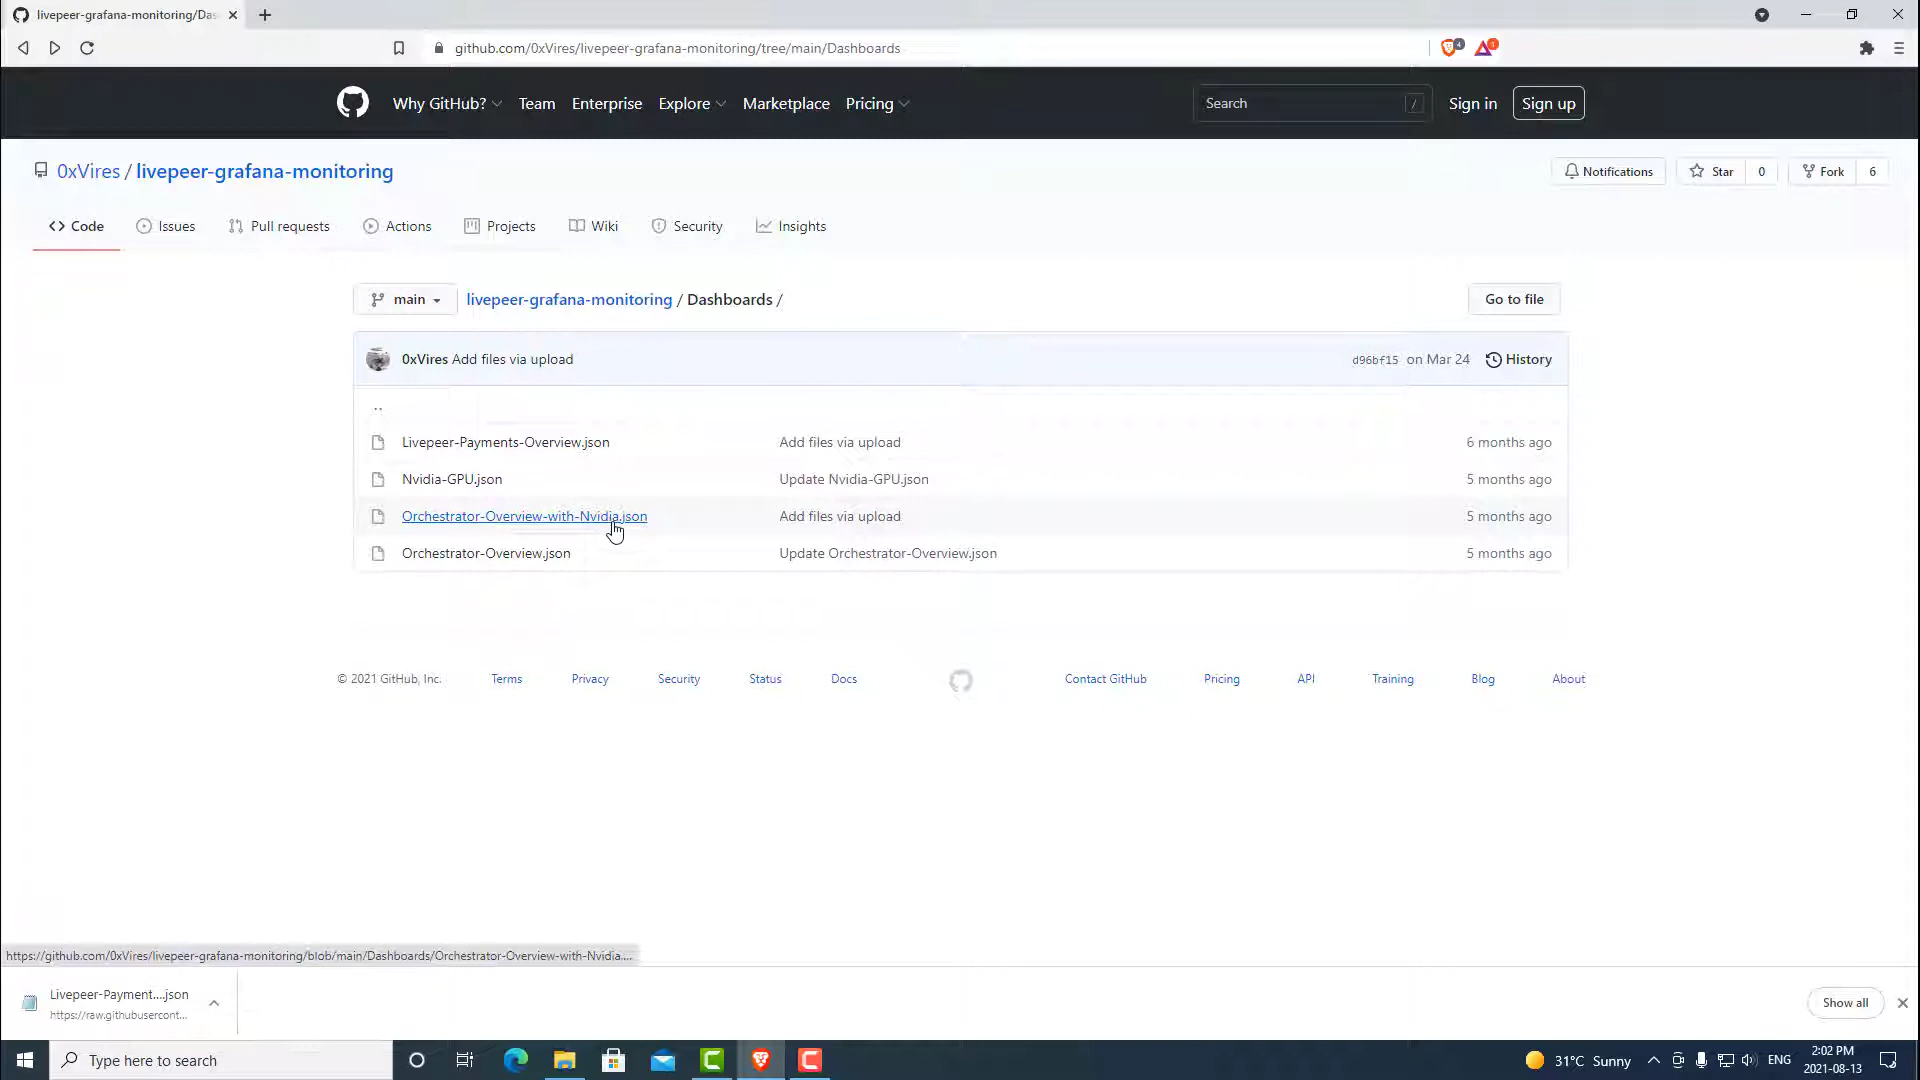 livepeer-grafana-monitoring/Das
github.com/0xVires/livepeer-grafana-monitoring/tree/main/Dashboards
4
1
Why GitHub? Team Enterprise Explore Marketplace Pricing
Search /
Sign in Sign up
0xVires / livepeer-grafana-monitoring
Notifications Star 0 Fork 6
Code Issues Pull requests Actions Projects Wiki Security Insights
main livepeer-grafana-monitoring / Dashboards / Go to file
0xVires Add files via upload d96bf15 on Mar 24 History
..
Livepeer-Payments-Overview.json Add files via upload 6 months ago
Nvidia-GPU.json Update Nvidia-GPU.json 5 months ago
Orchestrator-Overview-with-Nvidia.json Add files via upload 5 months ago
Orchestrator-Overview.json Update Orchestrator-Overview.json 5 months ago
© 2021 GitHub, Inc. Terms Privacy Security Status Docs Contact GitHub Pricing API Training Blog About
https://github.com/0xVires/livepeer-grafana-monitoring/blob/main/Dashboards/Orchestrator-Overview-with-Nvidia....
Livepeer-Payment....json
https://raw.githubusercont...
Show all
Type here to search
31°C Sunny ENG
2:02 PM
2021-08-13